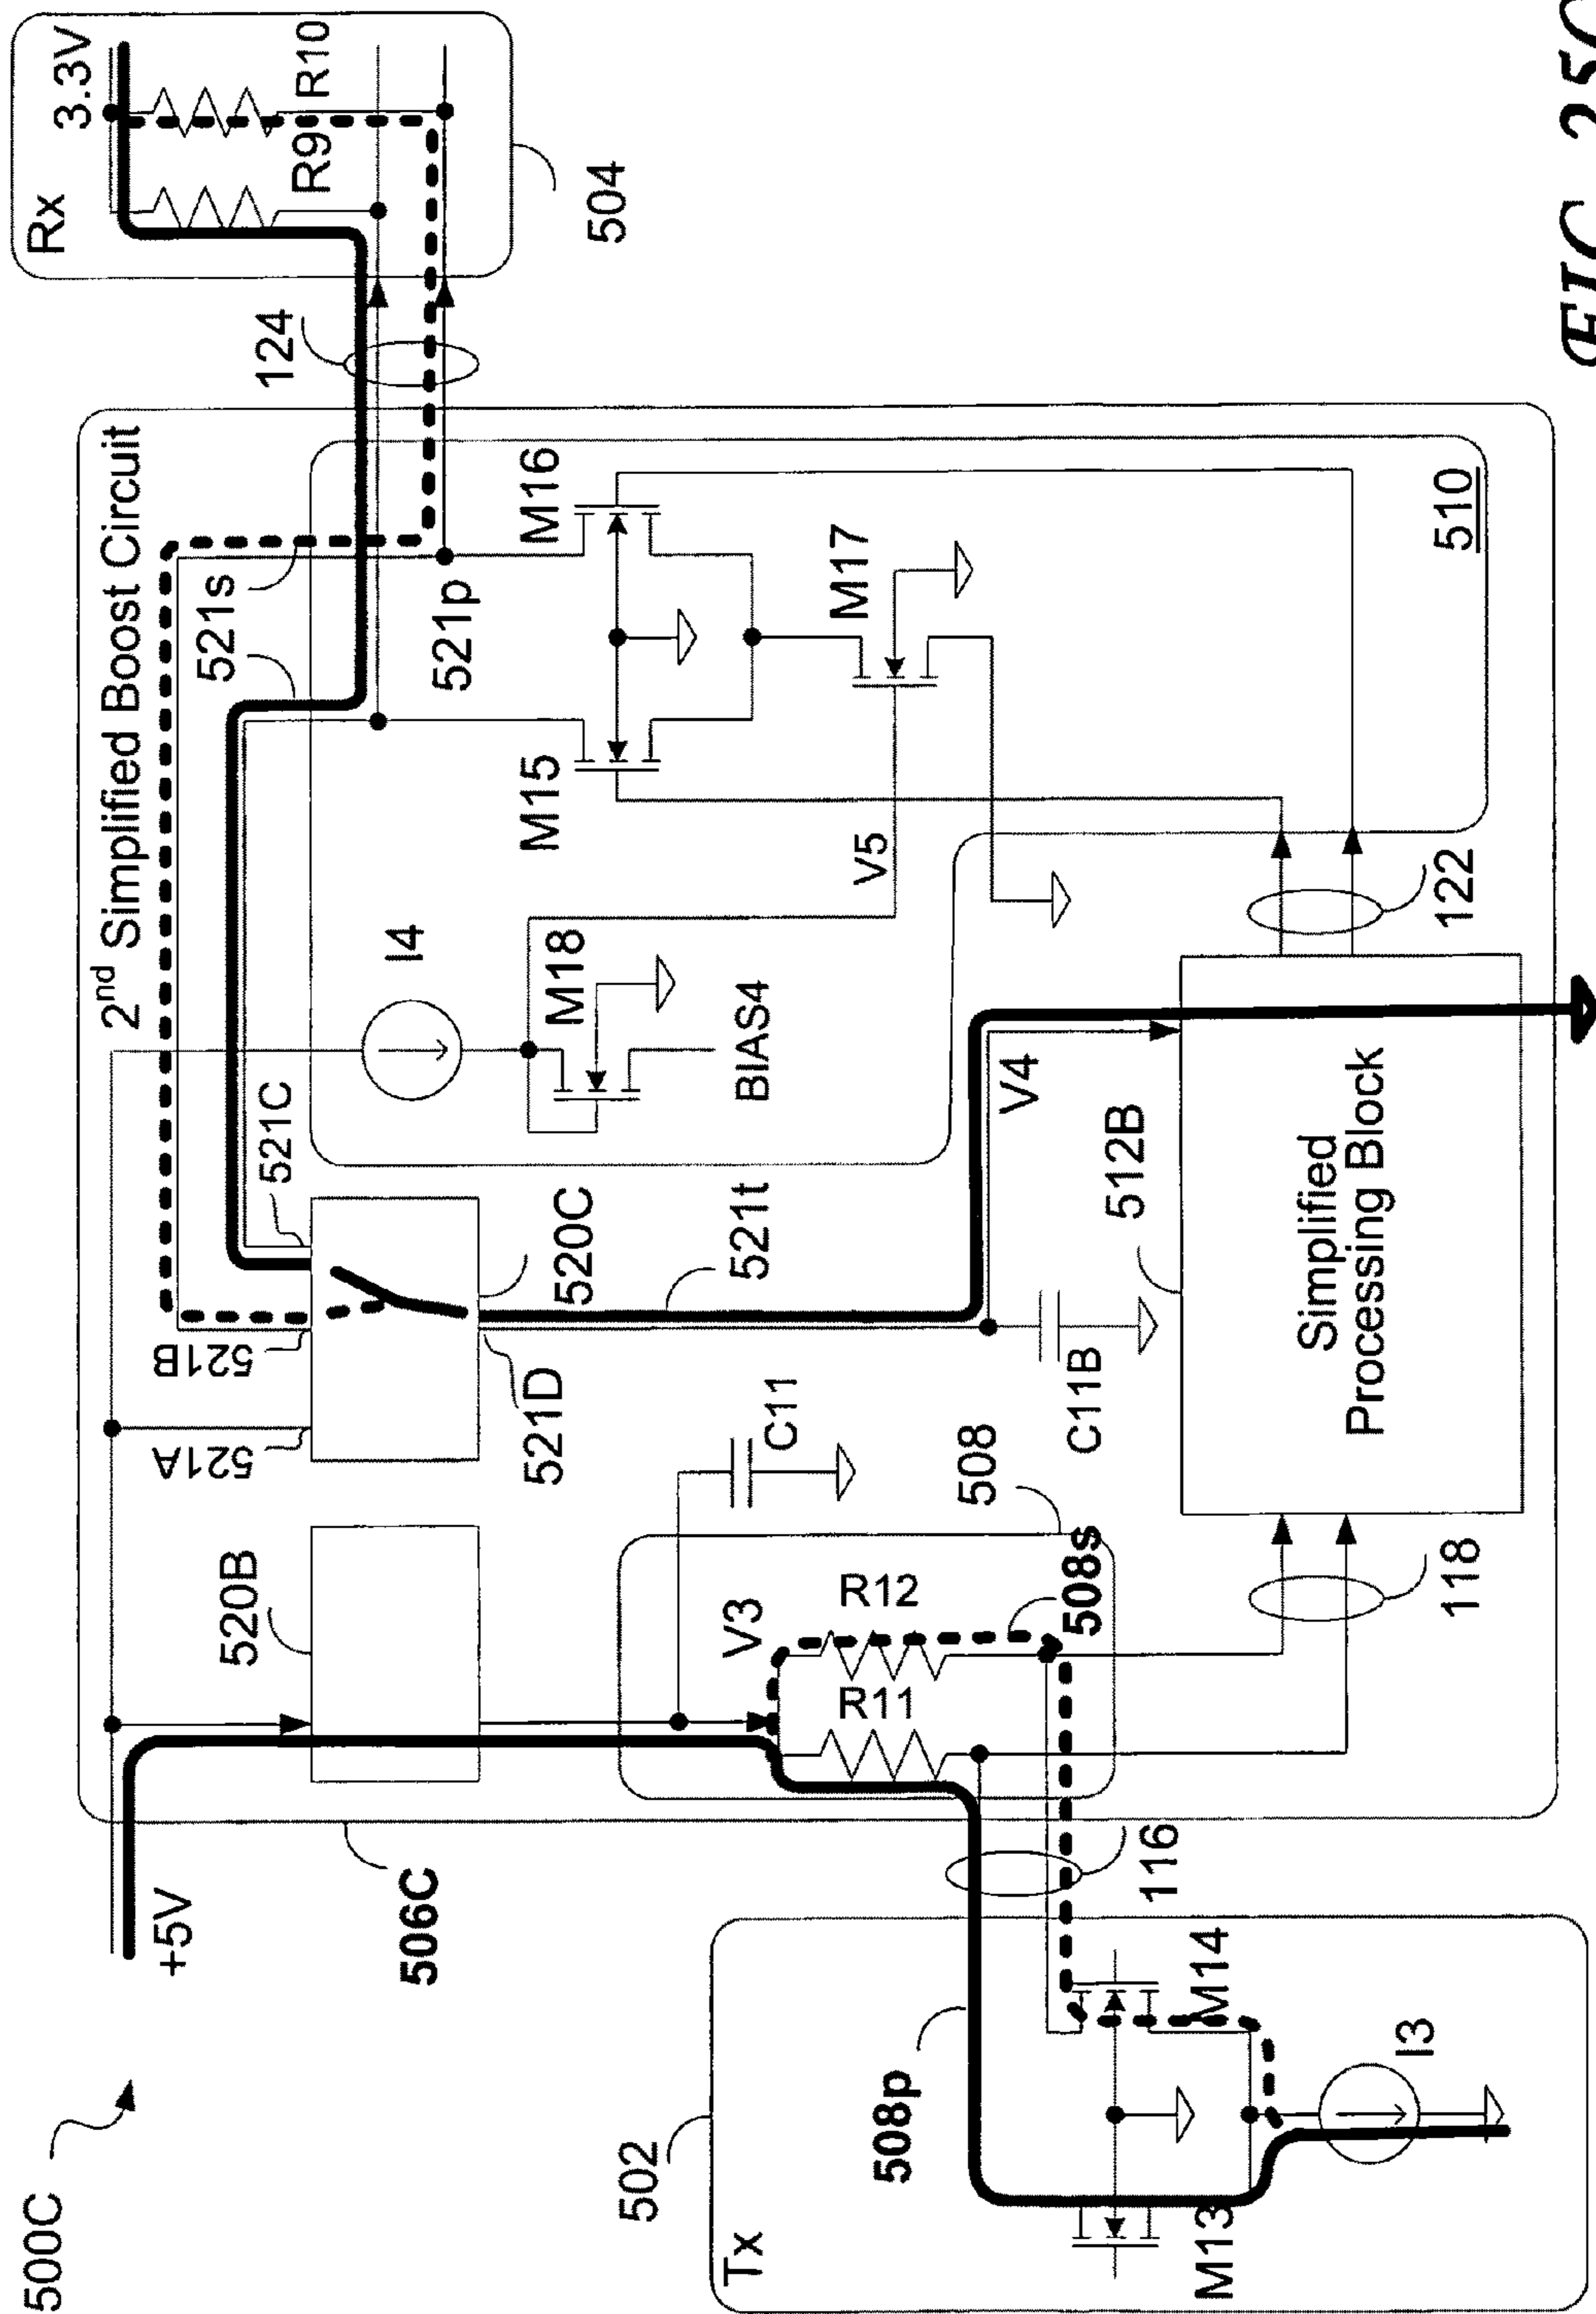 500C
+5V
506C
520B
521A
521B
521C
520C
521D
521t
2nd Simplified Boost Circuit
521s
521p
Rx
3.3V
R9
R10
504
124
I4
M18
BIAS4
V5
M15
M16
M17
510
C11
C11B
V4
V3
R11
R12
508
508s
508p
116
118
122
512B
Simplified
Processing Block
502
Tx
M13
M14
I3
FIG. 25C